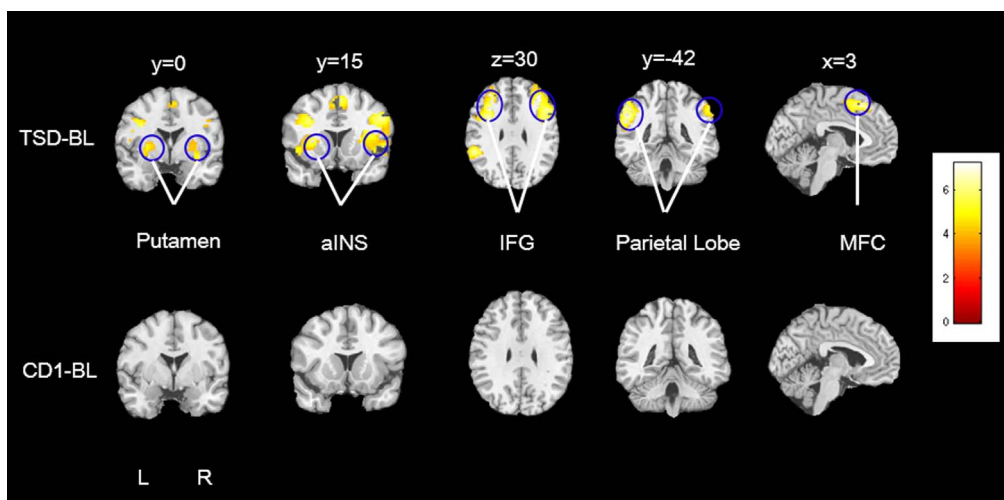 y=0 y=15 z=30 y=-42 x=3
TSD-BL
Putamen aINS IFG Parietal Lobe MFC
6
4
2
0
CD1-BL
L R